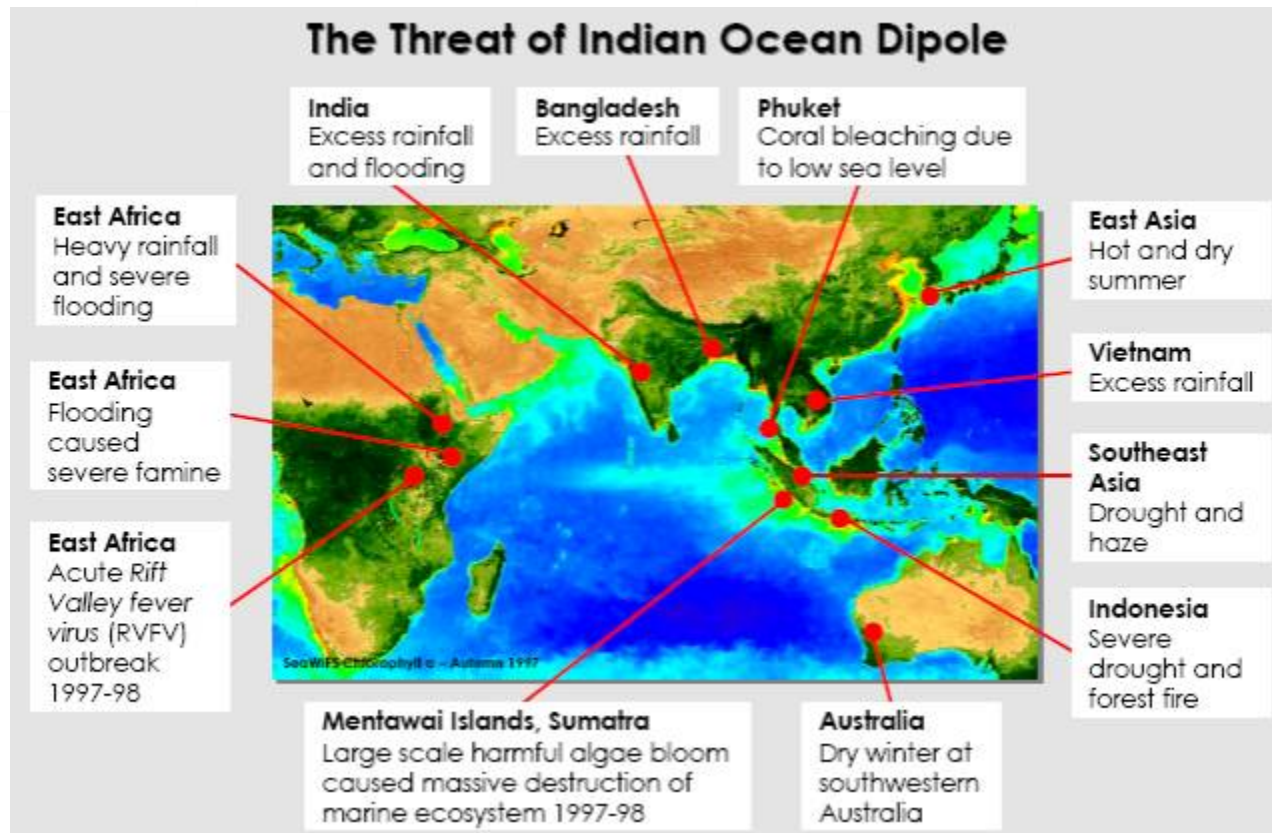 The Threat of Indian Ocean Dipole
India
Excess rainfall
and flooding
Bangladesh
Excess rainfall
Phuket
Coral bleaching due
to low sea level
East Africa
Heavy rainfall
and severe
flooding
East Asia
Hot and dry
summer
East Africa
Flooding
caused
severe famine
Vietnam
Excess rainfall
Southeast
Asia
Drought and
haze
East Africa
Acute Rift
Valley fever
virus (RVFV)
outbreak
1997-98
Indonesia
Severe
drought and
forest fire
SeaWiFS Chlorophyll a - Autumn 1997
Mentawai Islands, Sumatra
Large scale harmful algae bloom
caused massive destruction of
marine ecosystem 1997-98
Australia
Dry winter at
southwestern
Australia